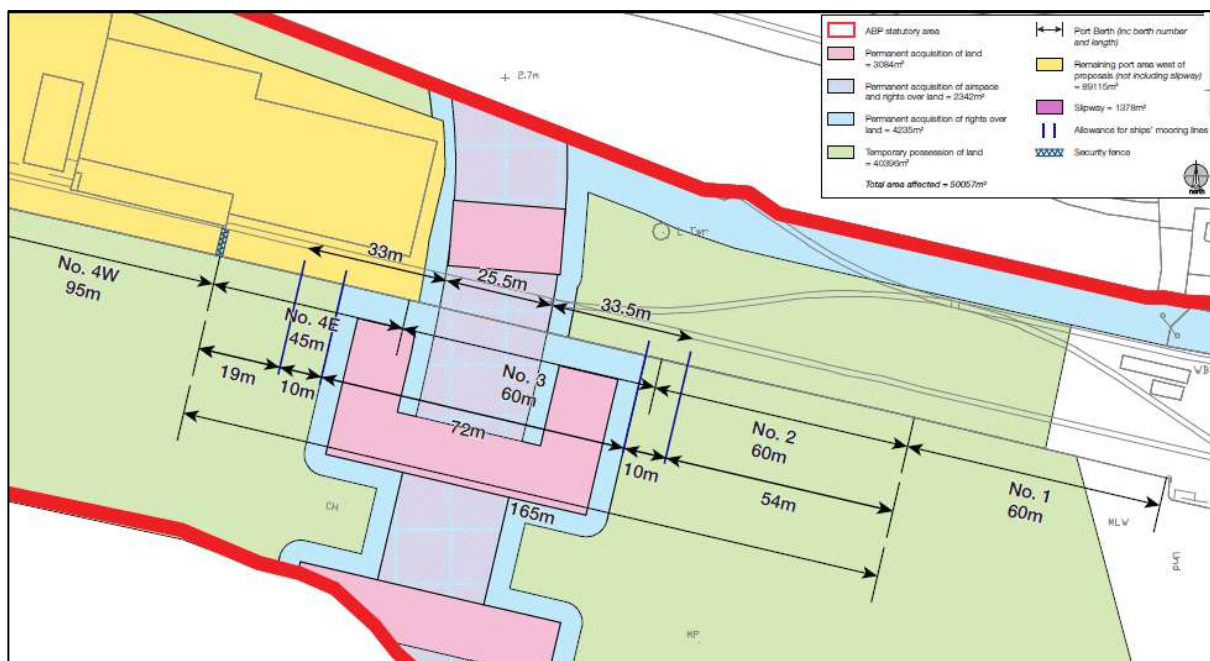 ABP statutory area
Permanent acquisition of land
= 3084m²
Permanent acquisition of airspace
and rights over land = 2342m²
Permanent acquisition of rights over
land = 4235m²
Temporary possession of land
= 40396m²
Total area affected = 50057m²
Port Berth (inc berth number
and length)
Remaining port area west of
proposals (not including slipway)
= 89115m²
Slipway = 1378m²
Allowance for ships' mooring lines
Security fence
north
2.7m
L Twr
33m
25.5m
33.5m
No. 4W
95m
No. 4E
45m
19m
10m
No. 3
60m
72m
No. 2
60m
10m
54m
No. 1
60m
165m
WB
CH
MLW
Und
MP